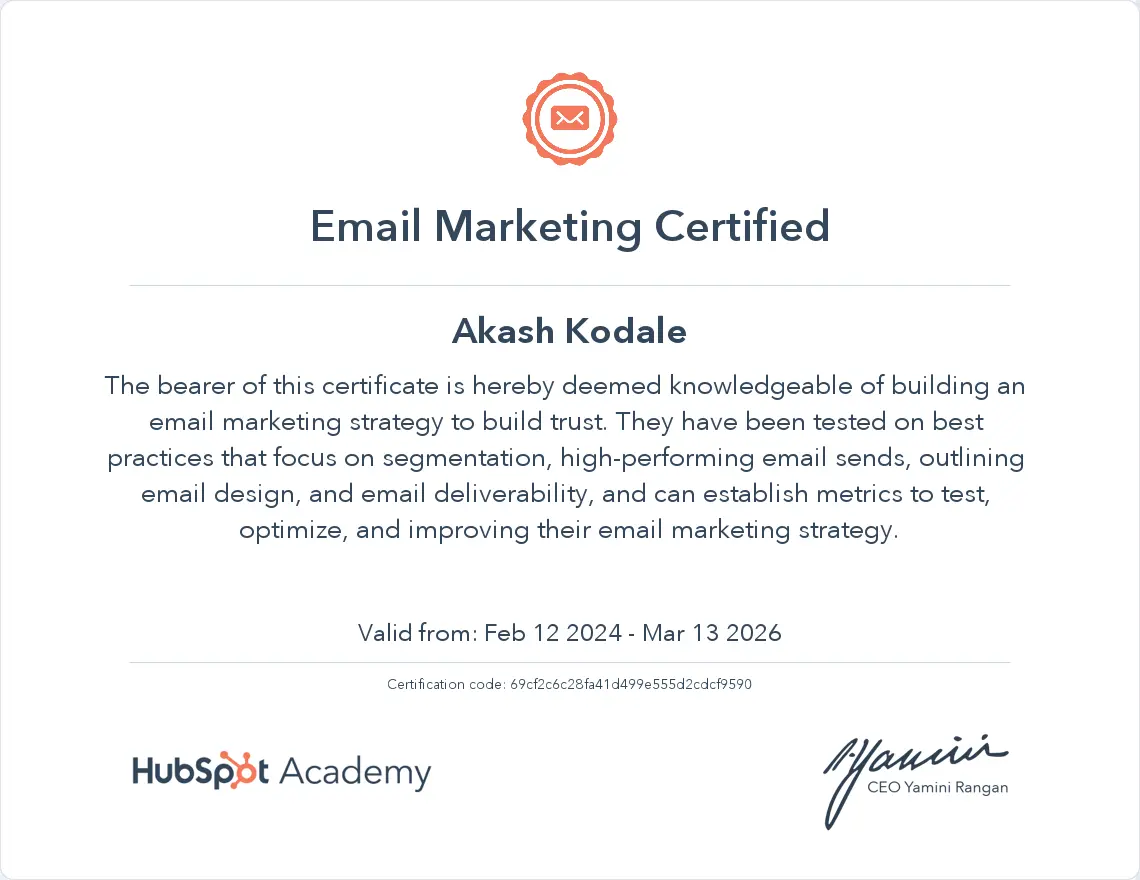 Email Marketing Certified
Akash Kodale
The bearer of this certificate is hereby deemed knowledgeable of building an
email marketing strategy to build trust. They have been tested on best
practices that focus on segmentation, high-performing email sends, outlining
email design, and email deliverability, and can establish metrics to test,
optimize, and improving their email marketing strategy.
Valid from: Feb 12 2024 - Mar 13 2026
Certification code: 69cf2c6c28fa41d499e555d2cdcf9590
HubSpot Academy
Yamini
CEO Yamini Rangan